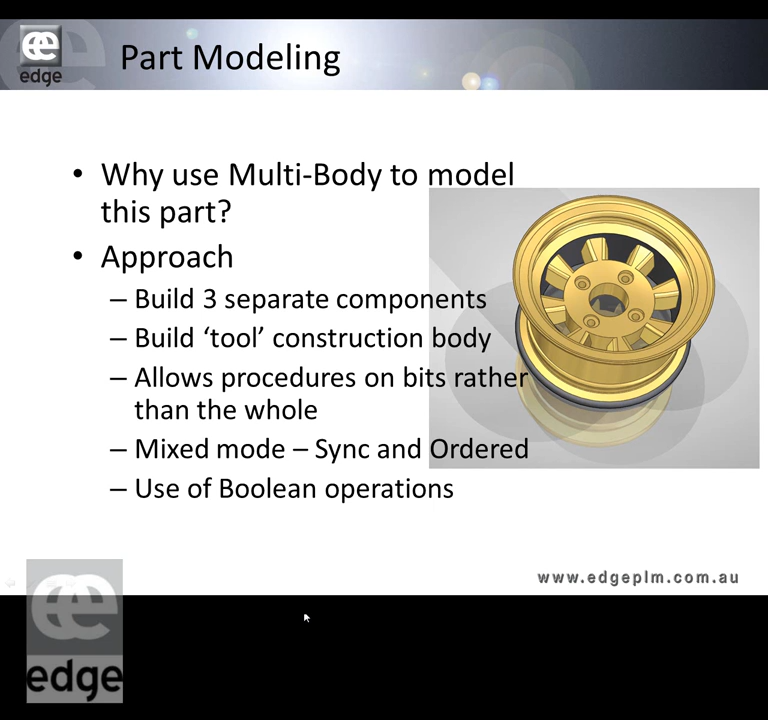 edge
Part Modeling
• Why use Multi-Body to model
this part?
• Approach
– Build 3 separate components
– Build ‘tool’ construction body
– Allows procedures on bits rather
than the whole
– Mixed mode – Sync and Ordered
– Use of Boolean operations
www.edgeplm.com.au
edge